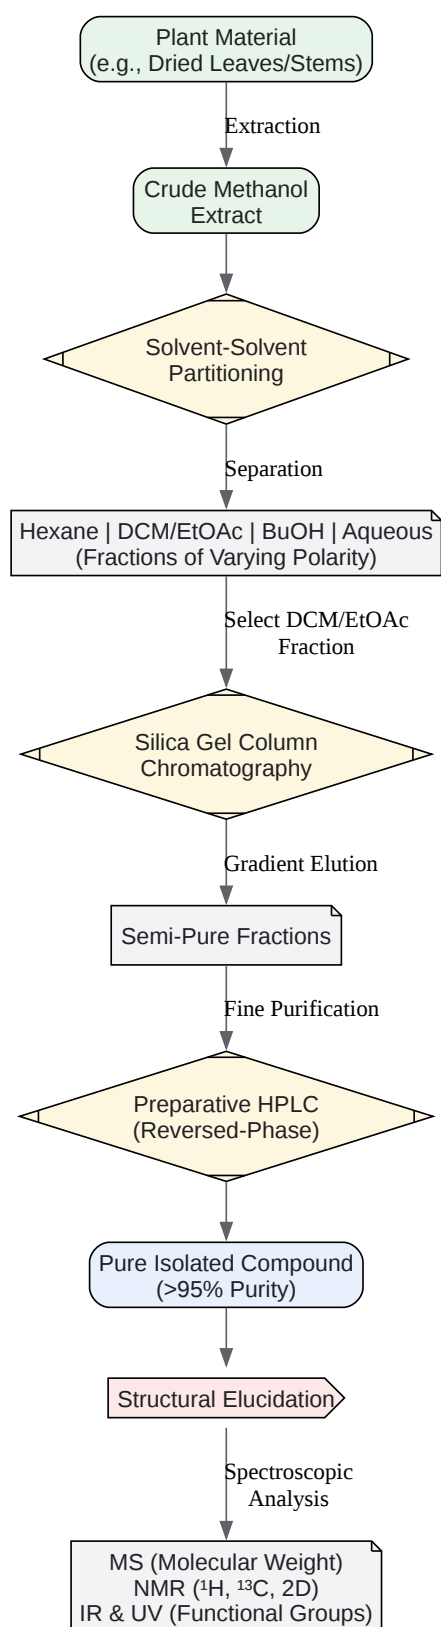 Plant Material
(e.g., Dried Leaves/Stems)
Extraction
Crude Methanol
Extract
Solvent-Solvent
Partitioning
Separation
Hexane | DCM/EtOAc | BuOH | Aqueous
(Fractions of Varying Polarity)
Select DCM/EtOAc
Fraction
Silica Gel Column
Chromatography
Gradient Elution
Semi-Pure Fractions
Fine Purification
Preparative HPLC
(Reversed-Phase)
Pure Isolated Compound
(>95% Purity)
Structural Elucidation
Spectroscopic
Analysis
MS (Molecular Weight)
NMR (¹H, ¹³C, 2D)
IR & UV (Functional Groups)